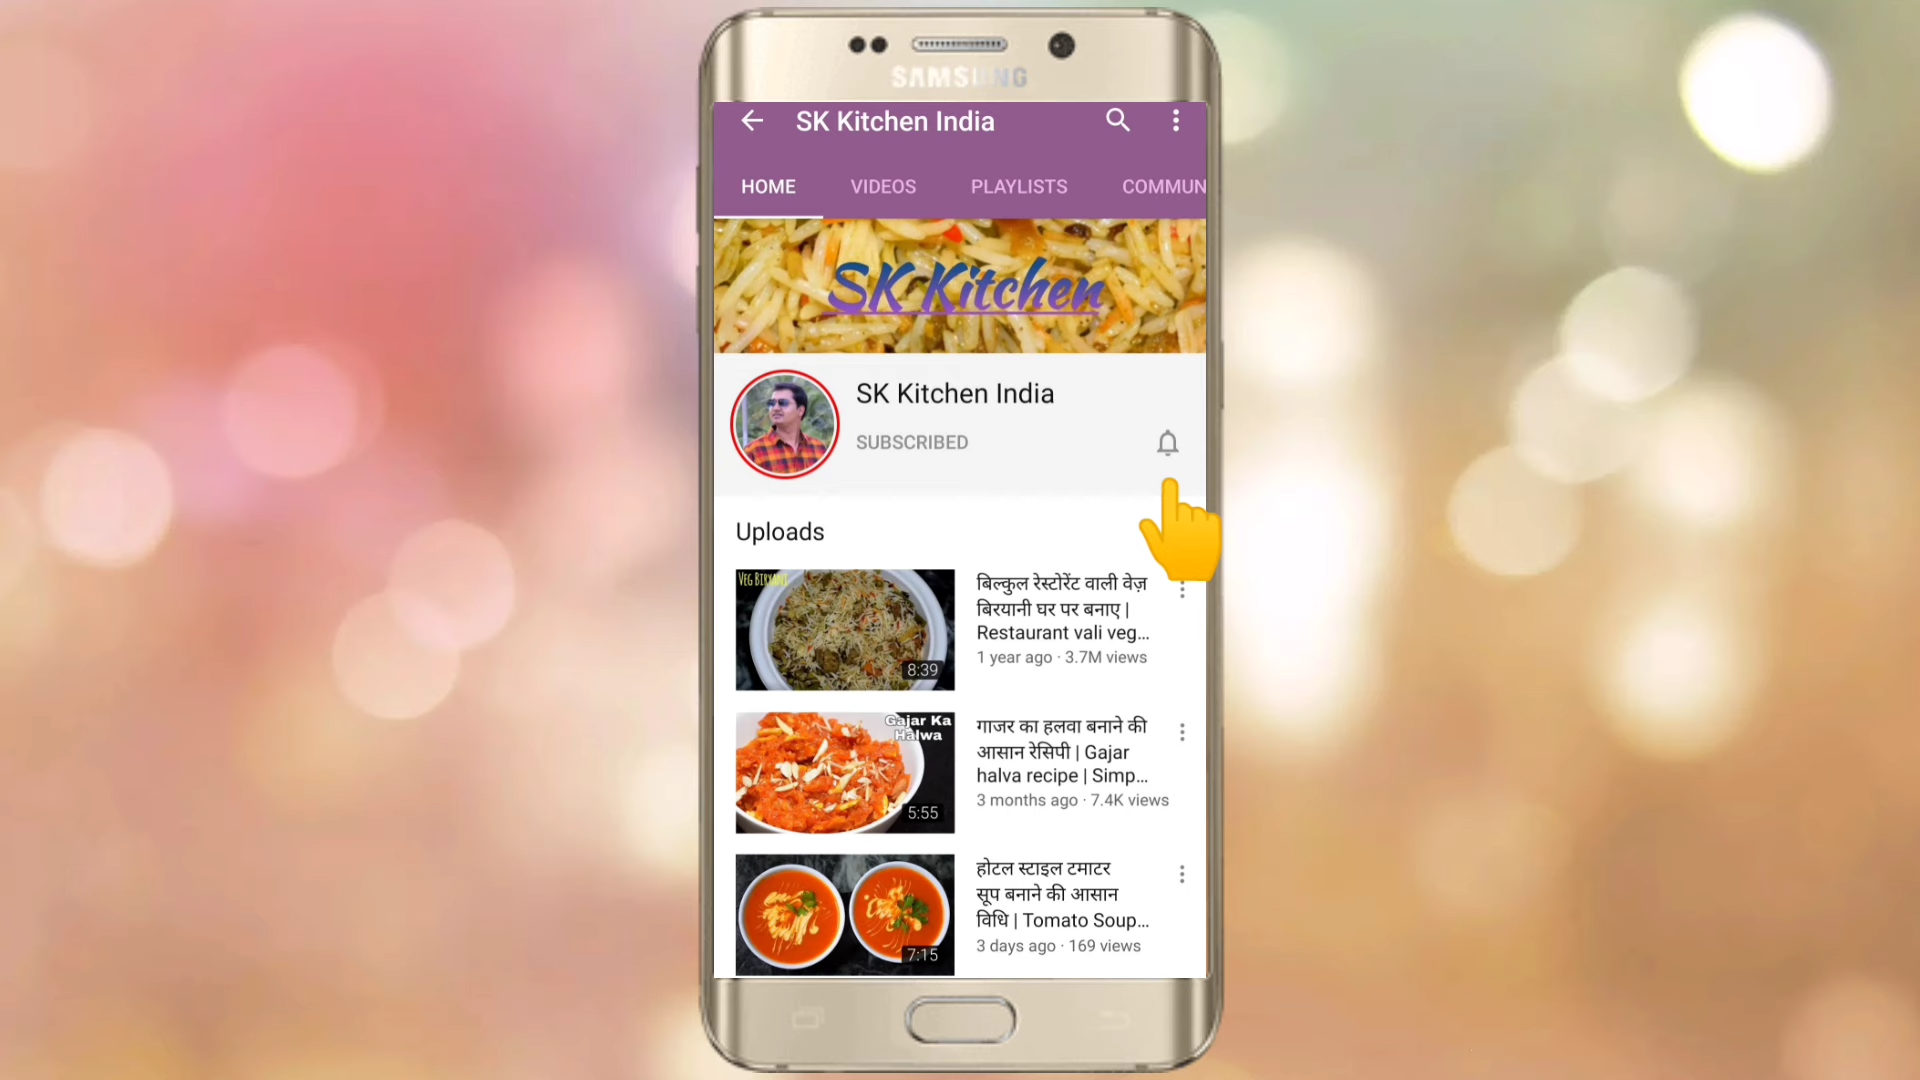 SAMSUNG
SK Kitchen India
HOME VIDEOS PLAYLISTS COMMUN
SK Kitchen
SK Kitchen India
SUBSCRIBED
Uploads
VEG BIRYANI
8:39
बिल्कुल रेस्टोरेंट वाली वेज़
बिरयानी घर पर बनाए |
Restaurant vali veg...
1 year ago · 3.7M views
Gajar Ka
Halwa
5:55
गाजर का हलवा बनाने की
आसान रेसिपी | Gajar
halva recipe | Simp...
3 months ago · 7.4K views
7:15
होटल स्टाइल टमाटर
सूप बनाने की आसान
विधि | Tomato Soup...
3 days ago · 169 views